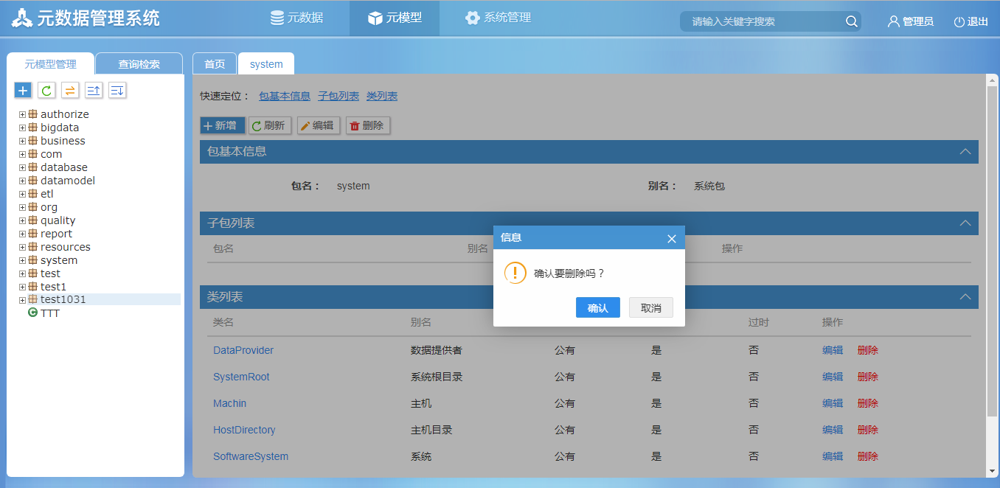 元数据管理系统
元数据
元模型
系统管理
请输入关键字搜索
管理员
退出
元模型管理
查询检索
首页
system
authorize
bigdata
business
com
database
datamodel
etl
org
quality
report
resources
system
test
test1
test1031
TTT
快速定位： 包基本信息 子包列表 类列表
新增 刷新 编辑 删除
包基本信息
包名： system 别名： 系统包
子包列表
包名 别名 操作
信息
确认要删除吗？
确认 取消
类列表
类名 别名 过时 操作
DataProvider 数据提供者 公有 是 否 编辑 删除
SystemRoot 系统根目录 公有 是 否 编辑 删除
Machin 主机 公有 是 否 编辑 删除
HostDirectory 主机目录 公有 是 否 编辑 删除
SoftwareSystem 系统 公有 是 否 编辑 删除